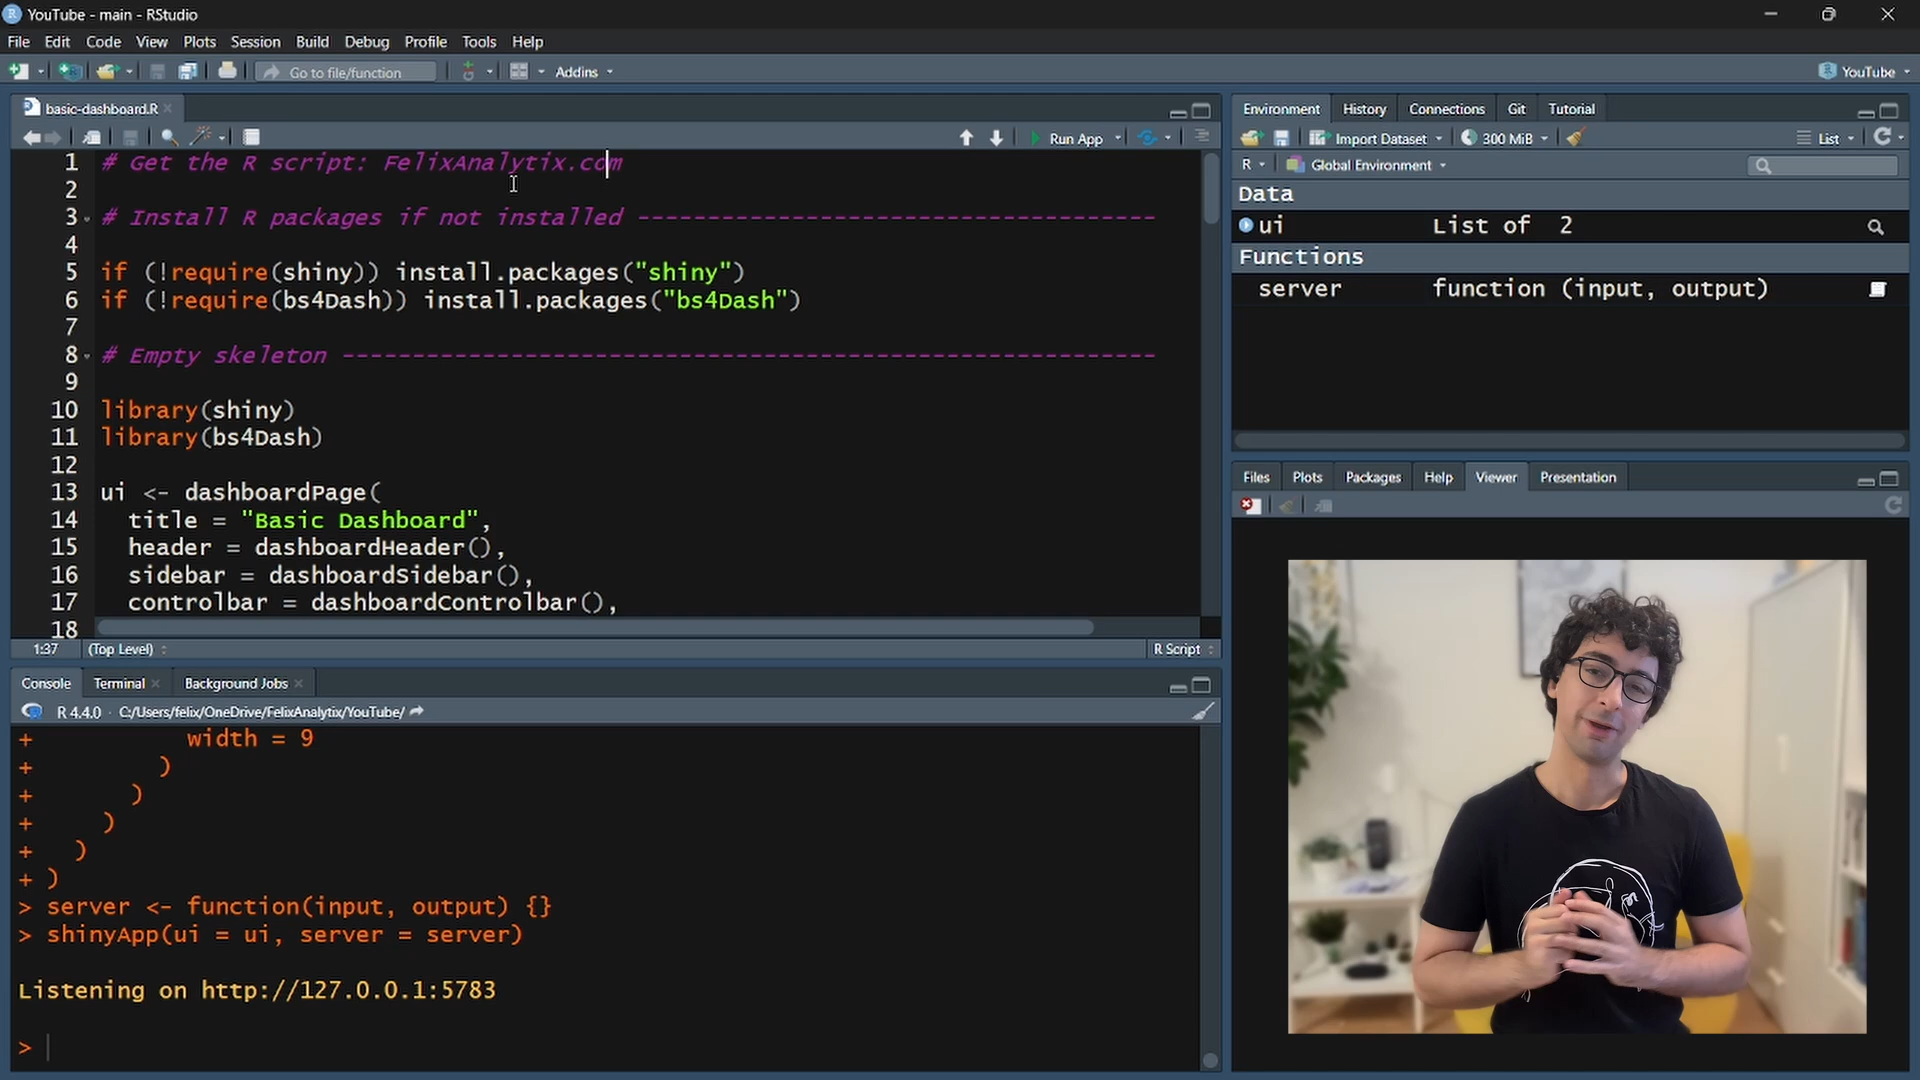 YouTube - main - RStudio
File Edit Code View Plots Session Build Debug Profile Tools Help
Go to file/function Addins YouTube
basic-dashboard.R
Run App
1 # Get the R script: FelixAnalytix.com
2
3 # Install R packages if not installed ------------------------------------
4
5 if (!require(shiny)) install.packages("shiny")
6 if (!require(bs4Dash)) install.packages("bs4Dash")
7
8 # Empty skeleton ----------------------------------------------------------
9
10 library(shiny)
11 library(bs4Dash)
12
13 ui <- dashboardPage(
14 title = "Basic Dashboard",
15 header = dashboardHeader(),
16 sidebar = dashboardSidebar(),
17 controlbar = dashboardControlbar(),
18
1:37 (Top Level) R Script
Console Terminal Background Jobs
R 4.4.0 · C:/Users/felix/OneDrive/FelixAnalytix/YouTube/
+ width = 9
+ )
+ )
+ )
+ )
+ )
> server <- function(input, output) {}
> shinyApp(ui = ui, server = server)
Listening on http://127.0.0.1:5783
>
Environment History Connections Git Tutorial
Import Dataset 300 MiB List
R Global Environment
Data
ui List of 2
Functions
server function (input, output)
Files Plots Packages Help Viewer Presentation